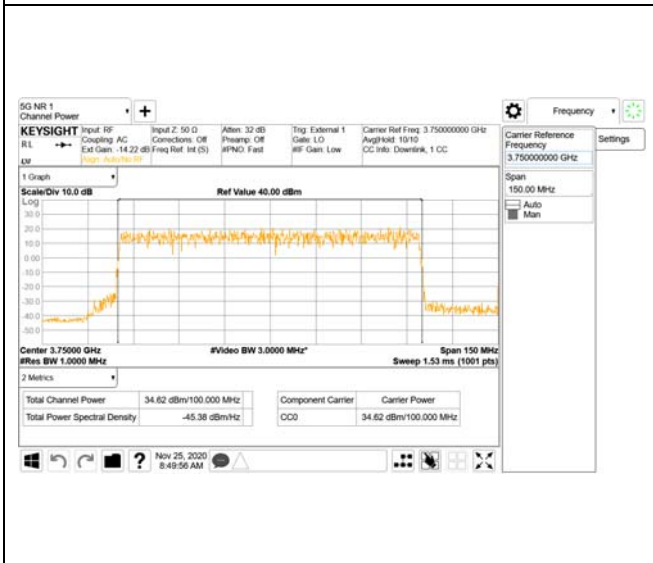 5G NR 1
Channel Power
Frequency
KEYSIGHT
RL
Input: RF
Coupling: AC
Ext Gain: -14.22 dB
Align: Auto/No RF
Input Z: 50 Ω
Corrections: Off
Freq Ref: Int (S)
Atten: 32 dB
Preamp: Off
#PNO: Fast
Trig: External 1
Gate: LO
#IF Gain: Low
Carrier Ref Freq: 3.750000000 GHz
Avg|Hold: 10/10
CC Info: Downlink, 1 CC
Carrier Reference
Frequency
3.750000000 GHz
Settings
Span
150.00 MHz
Auto
Man
1 Graph
Scale/Div 10.0 dB
Ref Value 40.00 dBm
Log
30.0
20.0
10.0
0.00
-10.0
-20.0
-30.0
-40.0
-50.0
Center 3.75000 GHz
#Video BW 3.0000 MHz*
Span 150 MHz
#Res BW 1.0000 MHz
Sweep 1.53 ms (1001 pts)
2 Metrics
Total Channel Power
34.62 dBm/100.000 MHz
Total Power Spectral Density
-45.38 dBm/Hz
Component Carrier
Carrier Power
CC0
34.62 dBm/100.000 MHz
?
Nov 25, 2020
8:49:56 AM